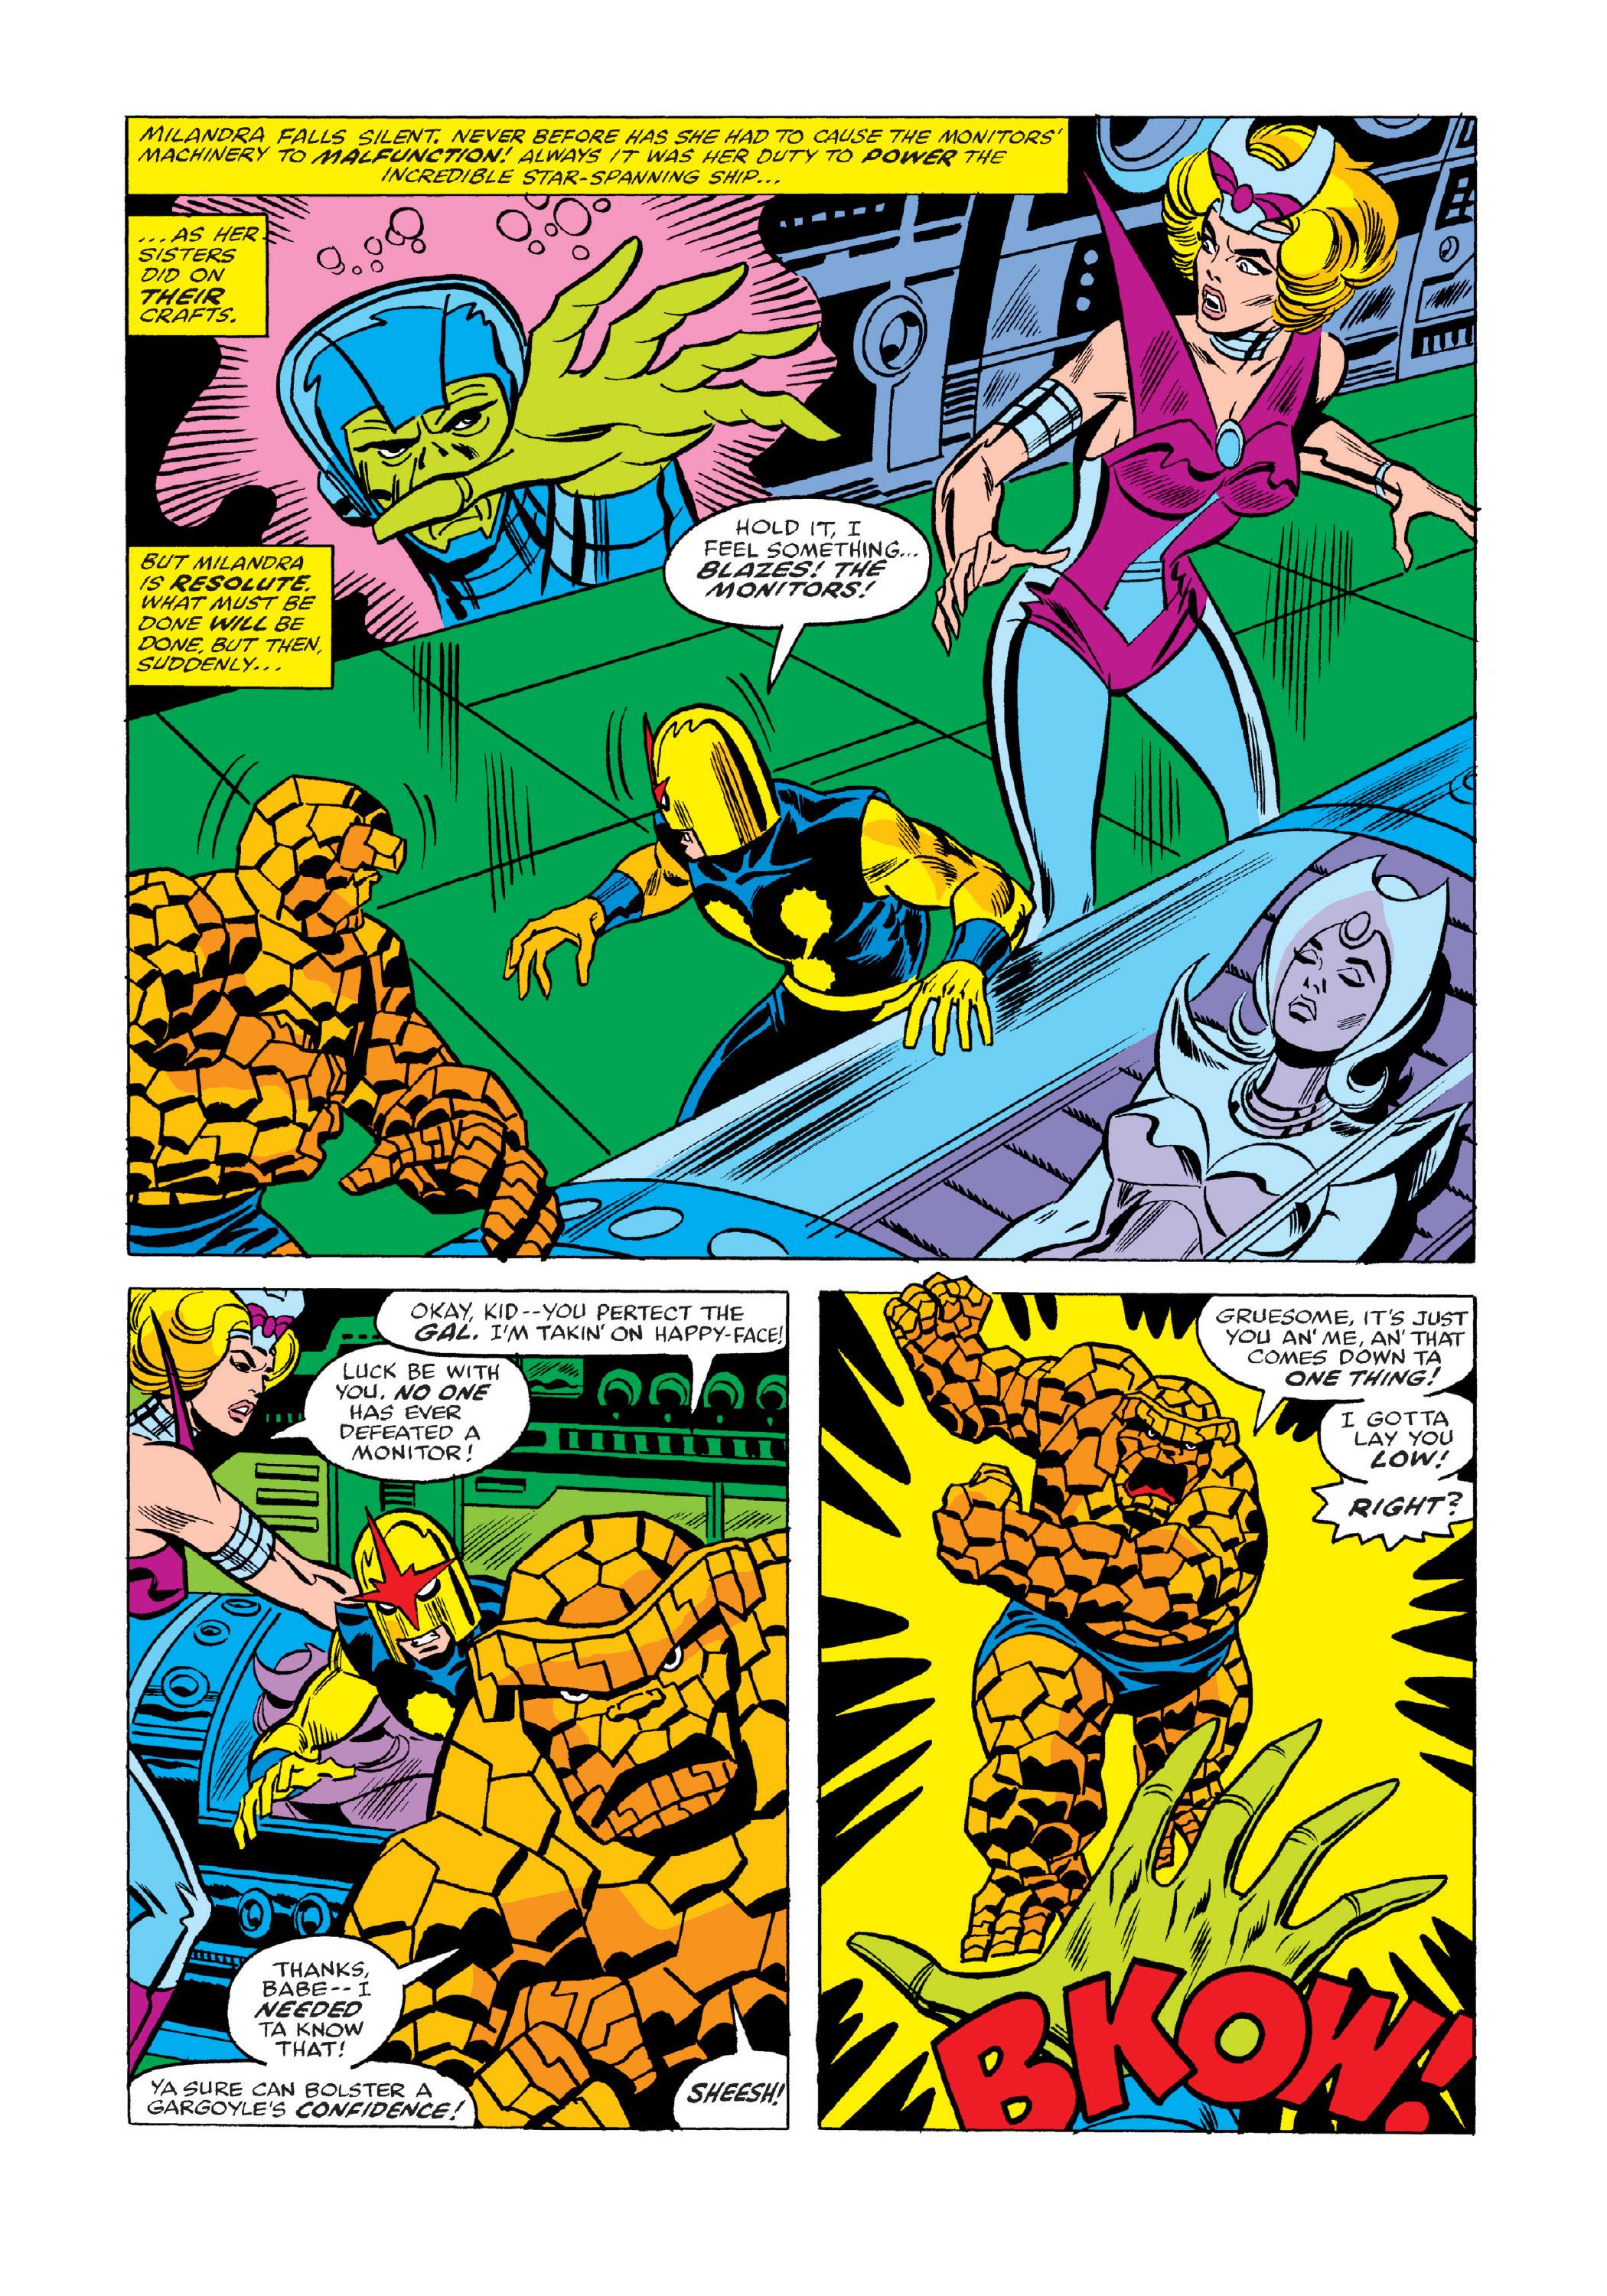 MILANDRA FALLS SILENT. NEVER BEFORE HAS SHE HAD TO CAUSE THE MONITORS'
MACHINERY TO MALFUNCTION! ALWAYS IT WAS HER DUTY TO POWER THE
INCREDIBLE STAR-SPANNING SHIP...
...AS HER
SISTERS
DID ON
THEIR
CRAFTS.
BUT MILANDRA
IS RESOLUTE.
WHAT MUST BE
DONE WILL BE
DONE, BUT THEN,
SUDDENLY...
HOLD IT, I
FEEL SOMETHING...
BLAZES! THE
MONITORS!
OKAY, KID--YOU PERTECT THE
GAL. I'M TAKIN' ON HAPPY-FACE!
LUCK BE WITH
YOU. NO ONE
HAS EVER
DEFEATED A
MONITOR!
THANKS,
BABE--I
NEEDED
TA KNOW
THAT!
YA SURE CAN BOLSTER A
GARGOYLE'S CONFIDENCE!
SHEESH!
GRUESOME, IT'S JUST
YOU AN' ME, AN' THAT
COMES DOWN TA
ONE THING!
I GOTTA
LAY YOU
LOW!
RIGHT?
BKOW!